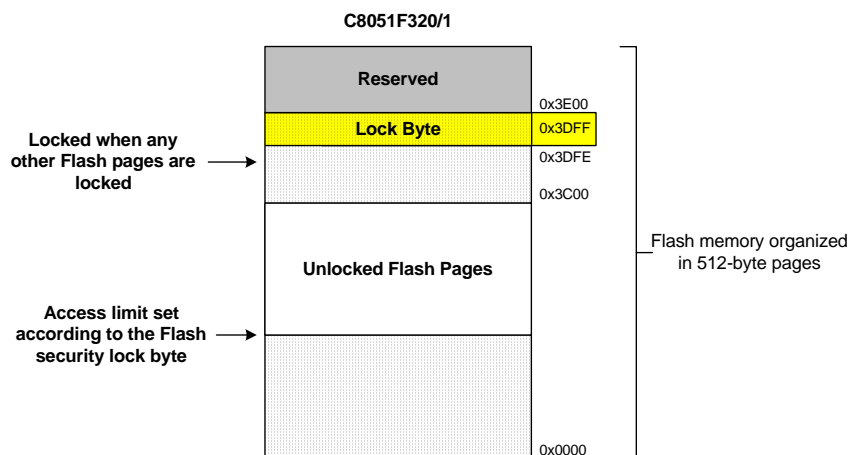 C8051F320/1
Reserved
0x3E00
Lock Byte
0x3DFF
Locked when any
other Flash pages are
locked
0x3DFE
0x3C00
Unlocked Flash Pages
Flash memory organized
in 512-byte pages
Access limit set
according to the Flash
security lock byte
0x0000